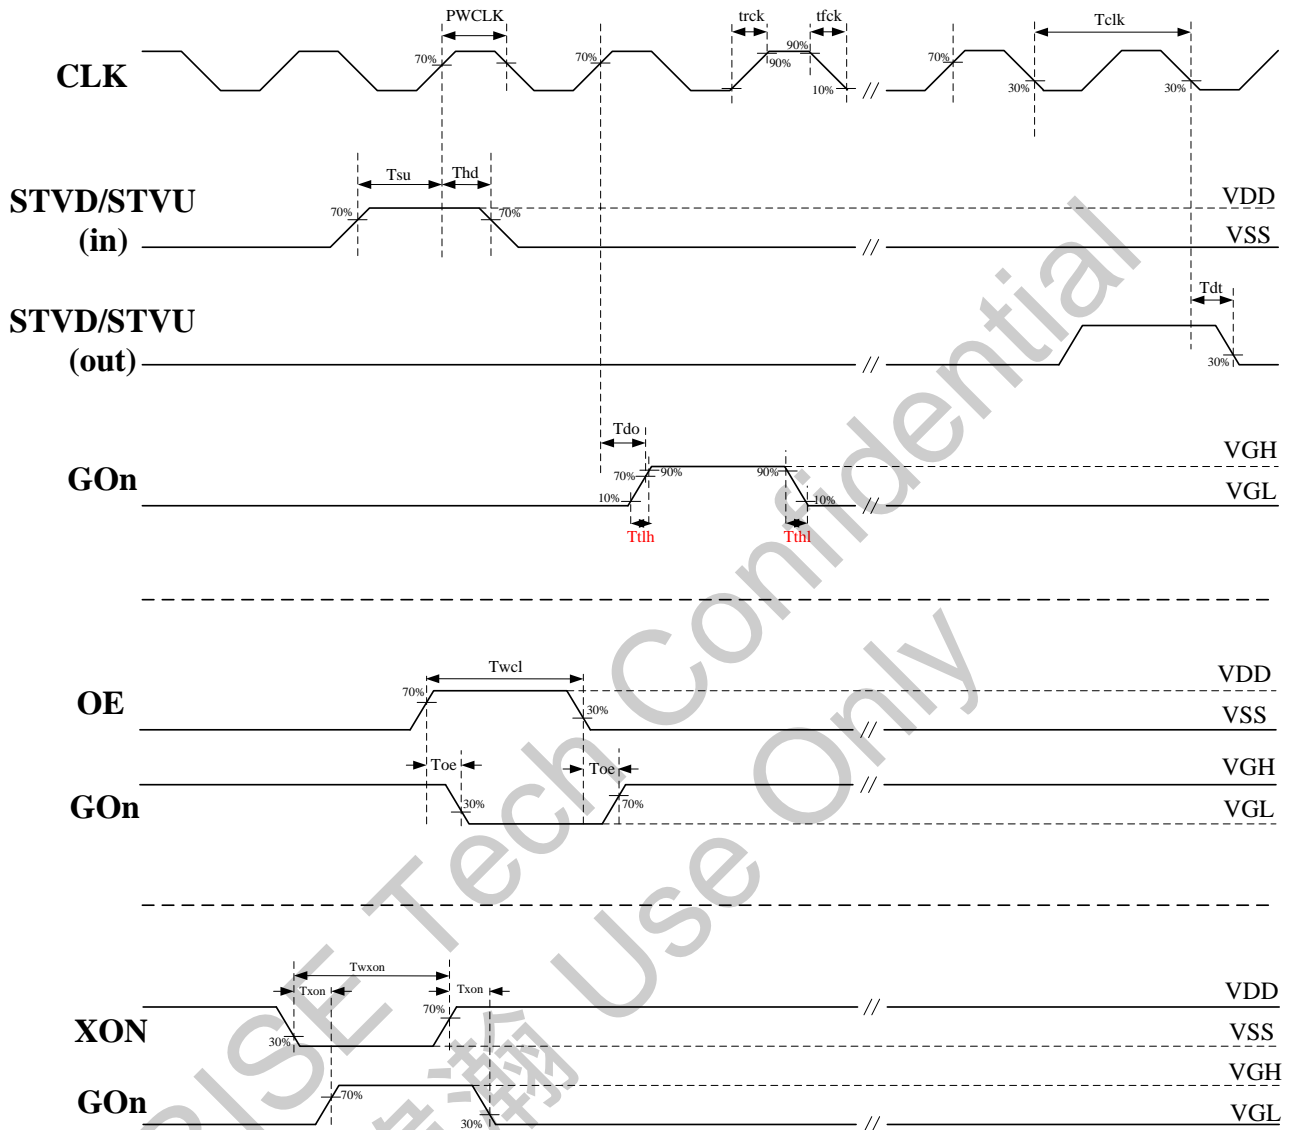 PWCLK
trck
tfck
Tclk
CLK
70%
70%
90%
90%
10%
70%
30%
30%
Tsu
Thd
STVD/STVU
(in)
70%
70%
VDD
VSS
Tdt
STVD/STVU
(out)
30%
Tdo
GOn
70%
90%
10%
90%
10%
VGH
VGL
Ttlh
Tthl
Twcl
OE
70%
30%
VDD
VSS
Toe
Toe
GOn
30%
70%
VGH
VGL
Twxon
Txon
Txon
XON
30%
70%
VDD
VSS
GOn
70%
30%
VGH
VGL
RISE Tech Confidential
Use Only